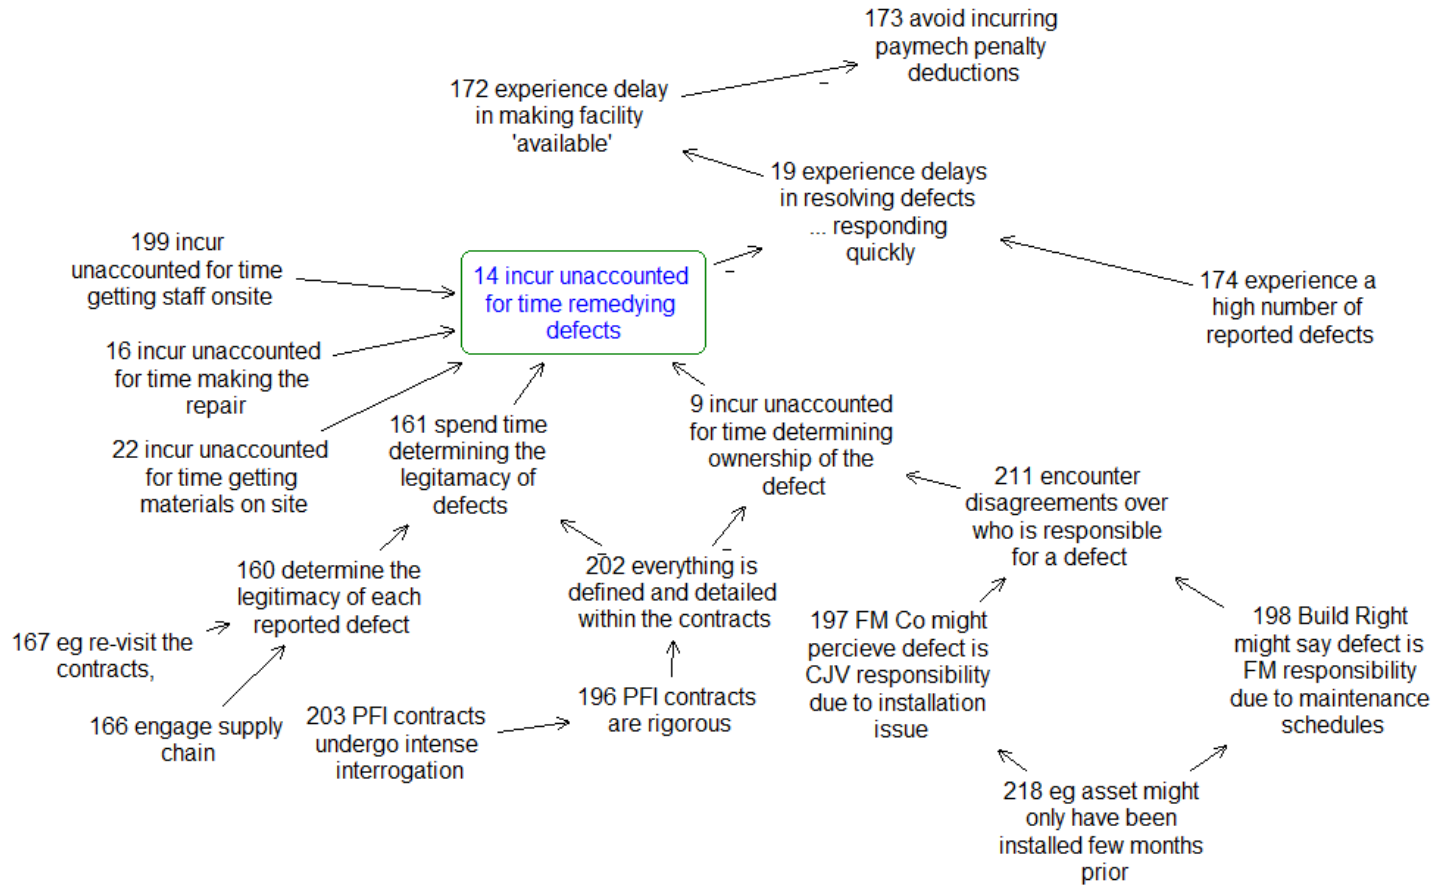 173 avoid incurring
paymech penalty
deductions
172 experience delay
in making facility
'available'
-
19 experience delays
in resolving defects
... responding
quickly
199 incur
unaccounted for time
getting staff onsite
14 incur unaccounted
for time remedying
defects
-
174 experience a
high number of
reported defects
16 incur unaccounted
for time making the
repair
9 incur unaccounted
for time determining
ownership of the
defect
161 spend time
determining the
legitamacy of
defects
22 incur unaccounted
for time getting
materials on site
211 encounter
disagreements over
who is responsible
for a defect
-
-
202 everything is
defined and detailed
within the contracts
160 determine the
legitimacy of each
reported defect
197 FM Co might
percieve defect is
CJV responsibility
due to installation
issue
198 Build Right
might say defect is
FM responsibility
due to maintenance
schedules
167 eg re-visit the
contracts,
196 PFI contracts
are rigorous
166 engage supply
chain
203 PFI contracts
undergo intense
interrogation
218 eg asset might
only have been
installed few months
prior